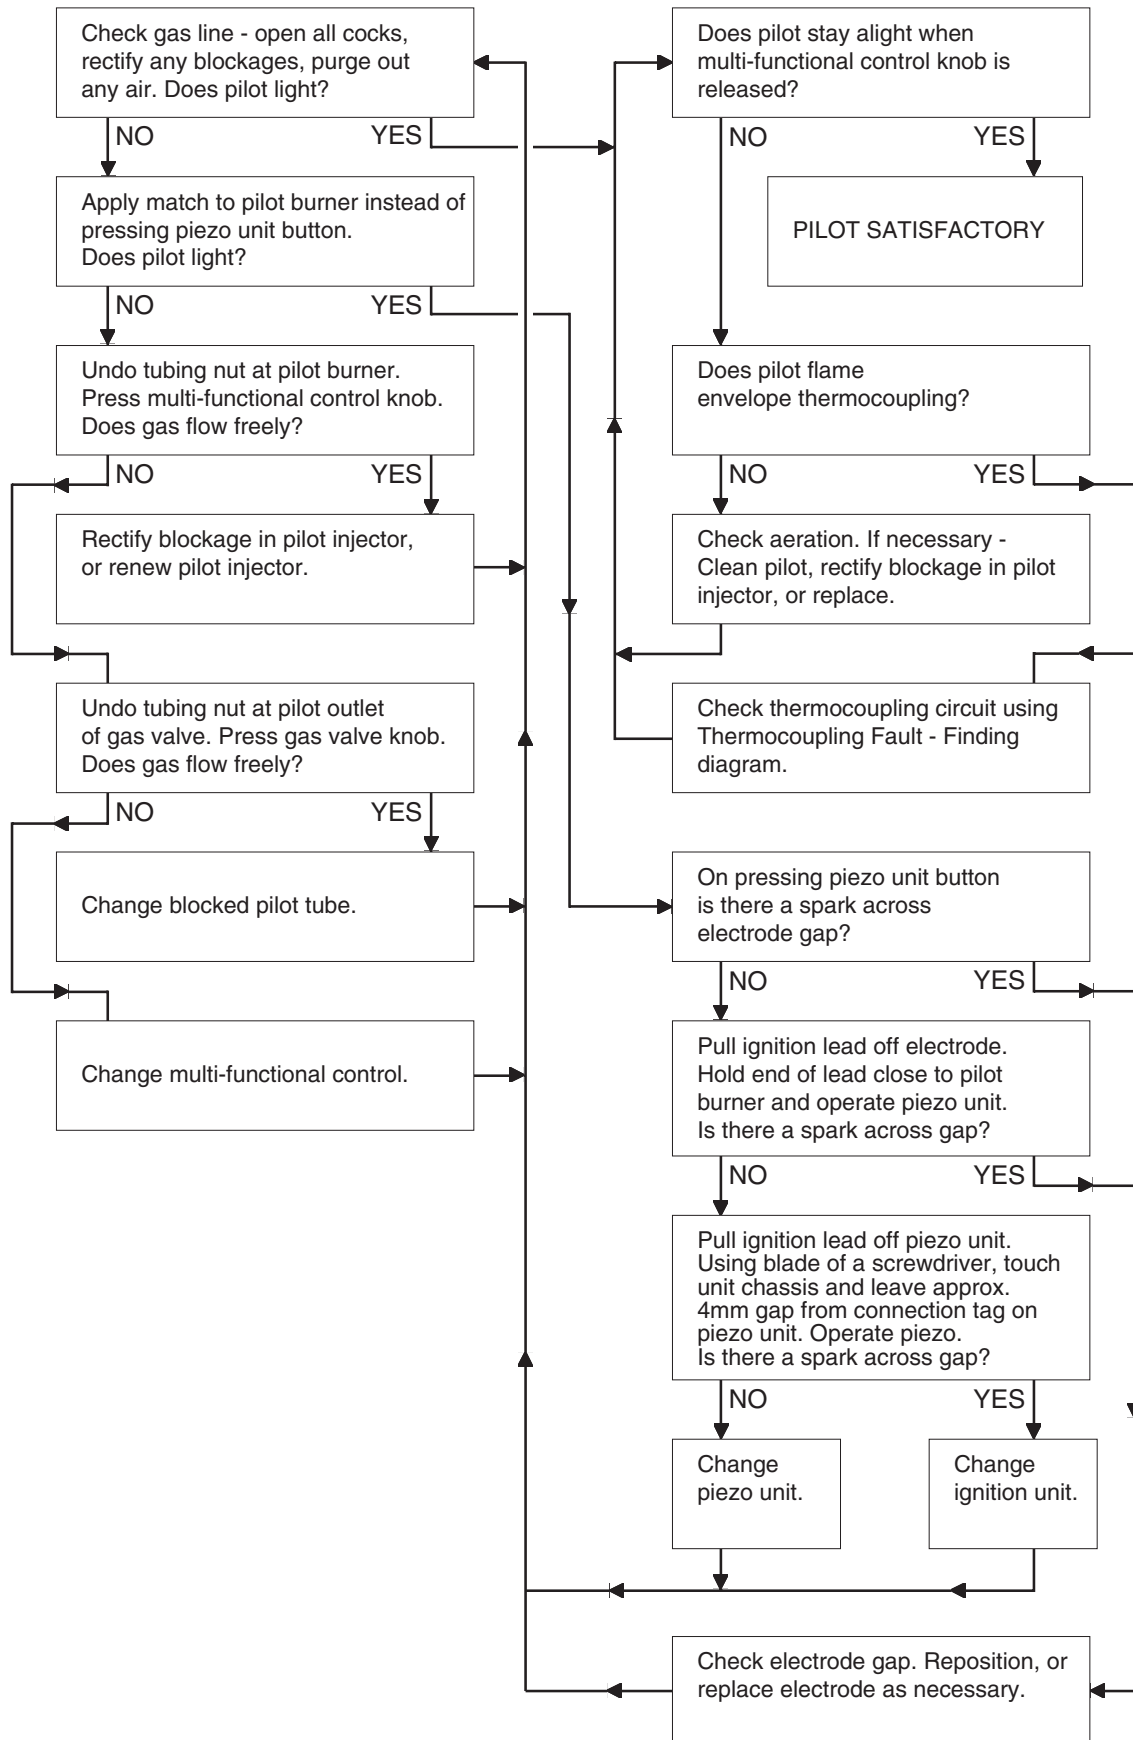 Check gas line - open all cocks,
rectify any blockages, purge out
any air. Does pilot light?
NO
YES
Apply match to pilot burner instead of
pressing piezo unit button.
Does pilot light?
NO
YES
Undo tubing nut at pilot burner.
Press multi-functional control knob.
Does gas flow freely?
NO
YES
Rectify blockage in pilot injector,
or renew pilot injector.
Undo tubing nut at pilot outlet
of gas valve. Press gas valve knob.
Does gas flow freely?
NO
YES
Change blocked pilot tube.
Change multi-functional control.
Does pilot stay alight when
multi-functional control knob is
released?
NO
YES
PILOT SATISFACTORY
Does pilot flame
envelope thermocoupling?
NO
YES
Check aeration. If necessary -
Clean pilot, rectify blockage in pilot
injector, or replace.
Check thermocoupling circuit using
Thermocoupling Fault - Finding
diagram.
On pressing piezo unit button
is there a spark across
electrode gap?
NO
YES
Pull ignition lead off electrode.
Hold end of lead close to pilot
burner and operate piezo unit.
Is there a spark across gap?
NO
YES
Pull ignition lead off piezo unit.
Using blade of a screwdriver, touch
unit chassis and leave approx.
4mm gap from connection tag on
piezo unit. Operate piezo.
Is there a spark across gap?
NO
YES
Change
piezo unit.
Change
ignition unit.
Check electrode gap. Reposition, or
replace electrode as necessary.